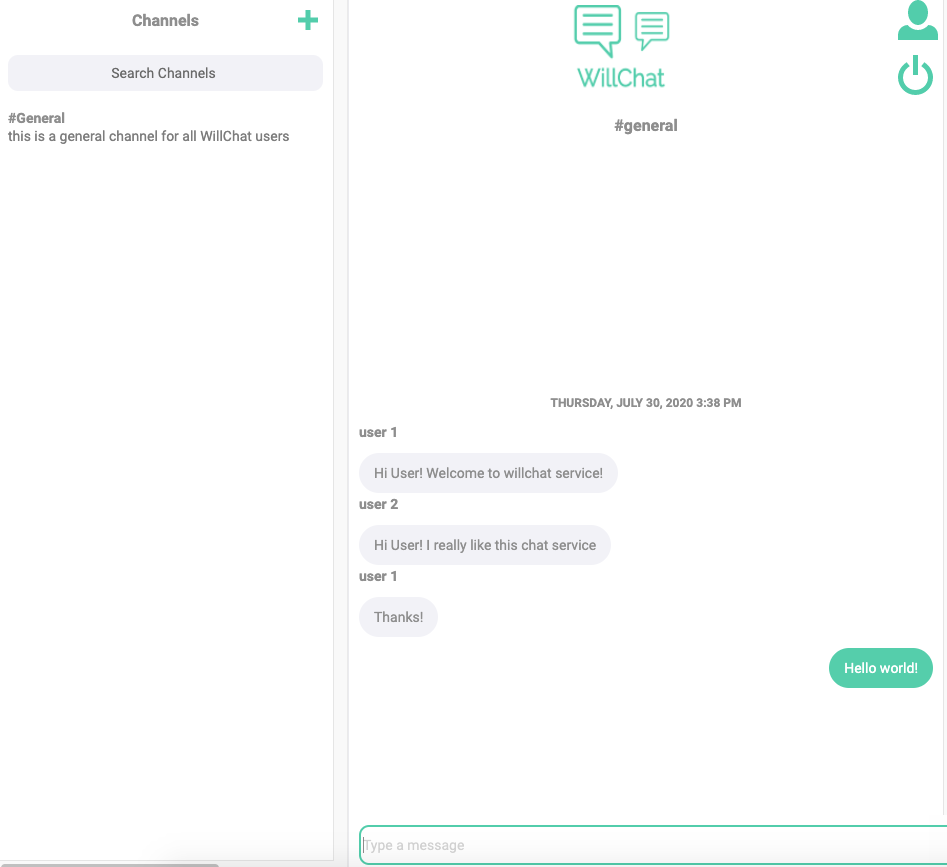 Channels
Search Channels
#General
this is a general channel for all WillChat users
WillChat
#general
THURSDAY, JULY 30, 2020 3:38 PM
user 1
Hi User! Welcome to willchat service!
user 2
Hi User! I really like this chat service
user 1
Thanks!
Hello world!
Type a message